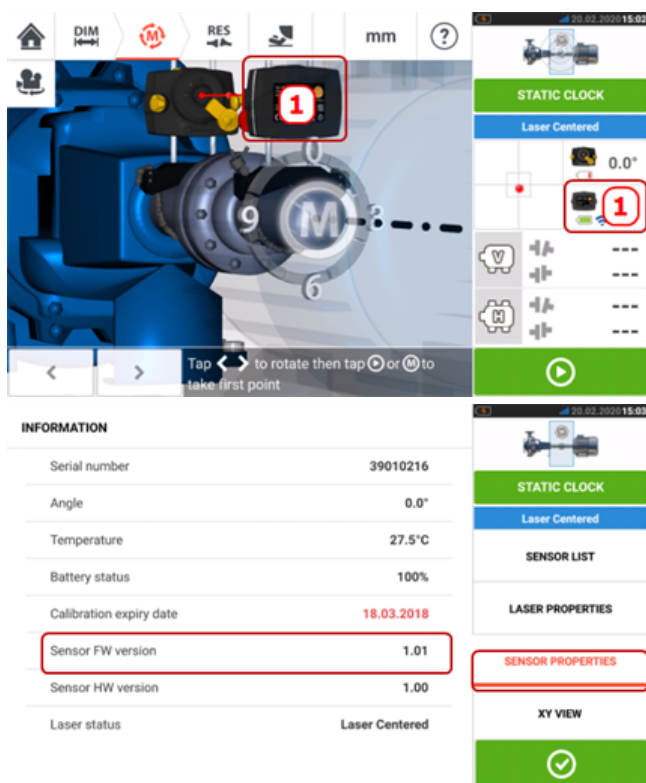 DIM
M
RES
mm
?
20.02.2020 15:02
STATIC CLOCK
Laser Centered
0.0°
1
1
0
9
3
6
M
V
---
---
H
---
---
Tap < > to rotate then tap or M to
take first point
20.02.2020 15:03
INFORMATION
Serial number 39010216
Angle 0.0°
Temperature 27.5°C
Battery status 100%
Calibration expiry date 18.03.2018
Sensor FW version 1.01
Sensor HW version 1.00
Laser status Laser Centered
STATIC CLOCK
Laser Centered
SENSOR LIST
LASER PROPERTIES
SENSOR PROPERTIES
XY VIEW